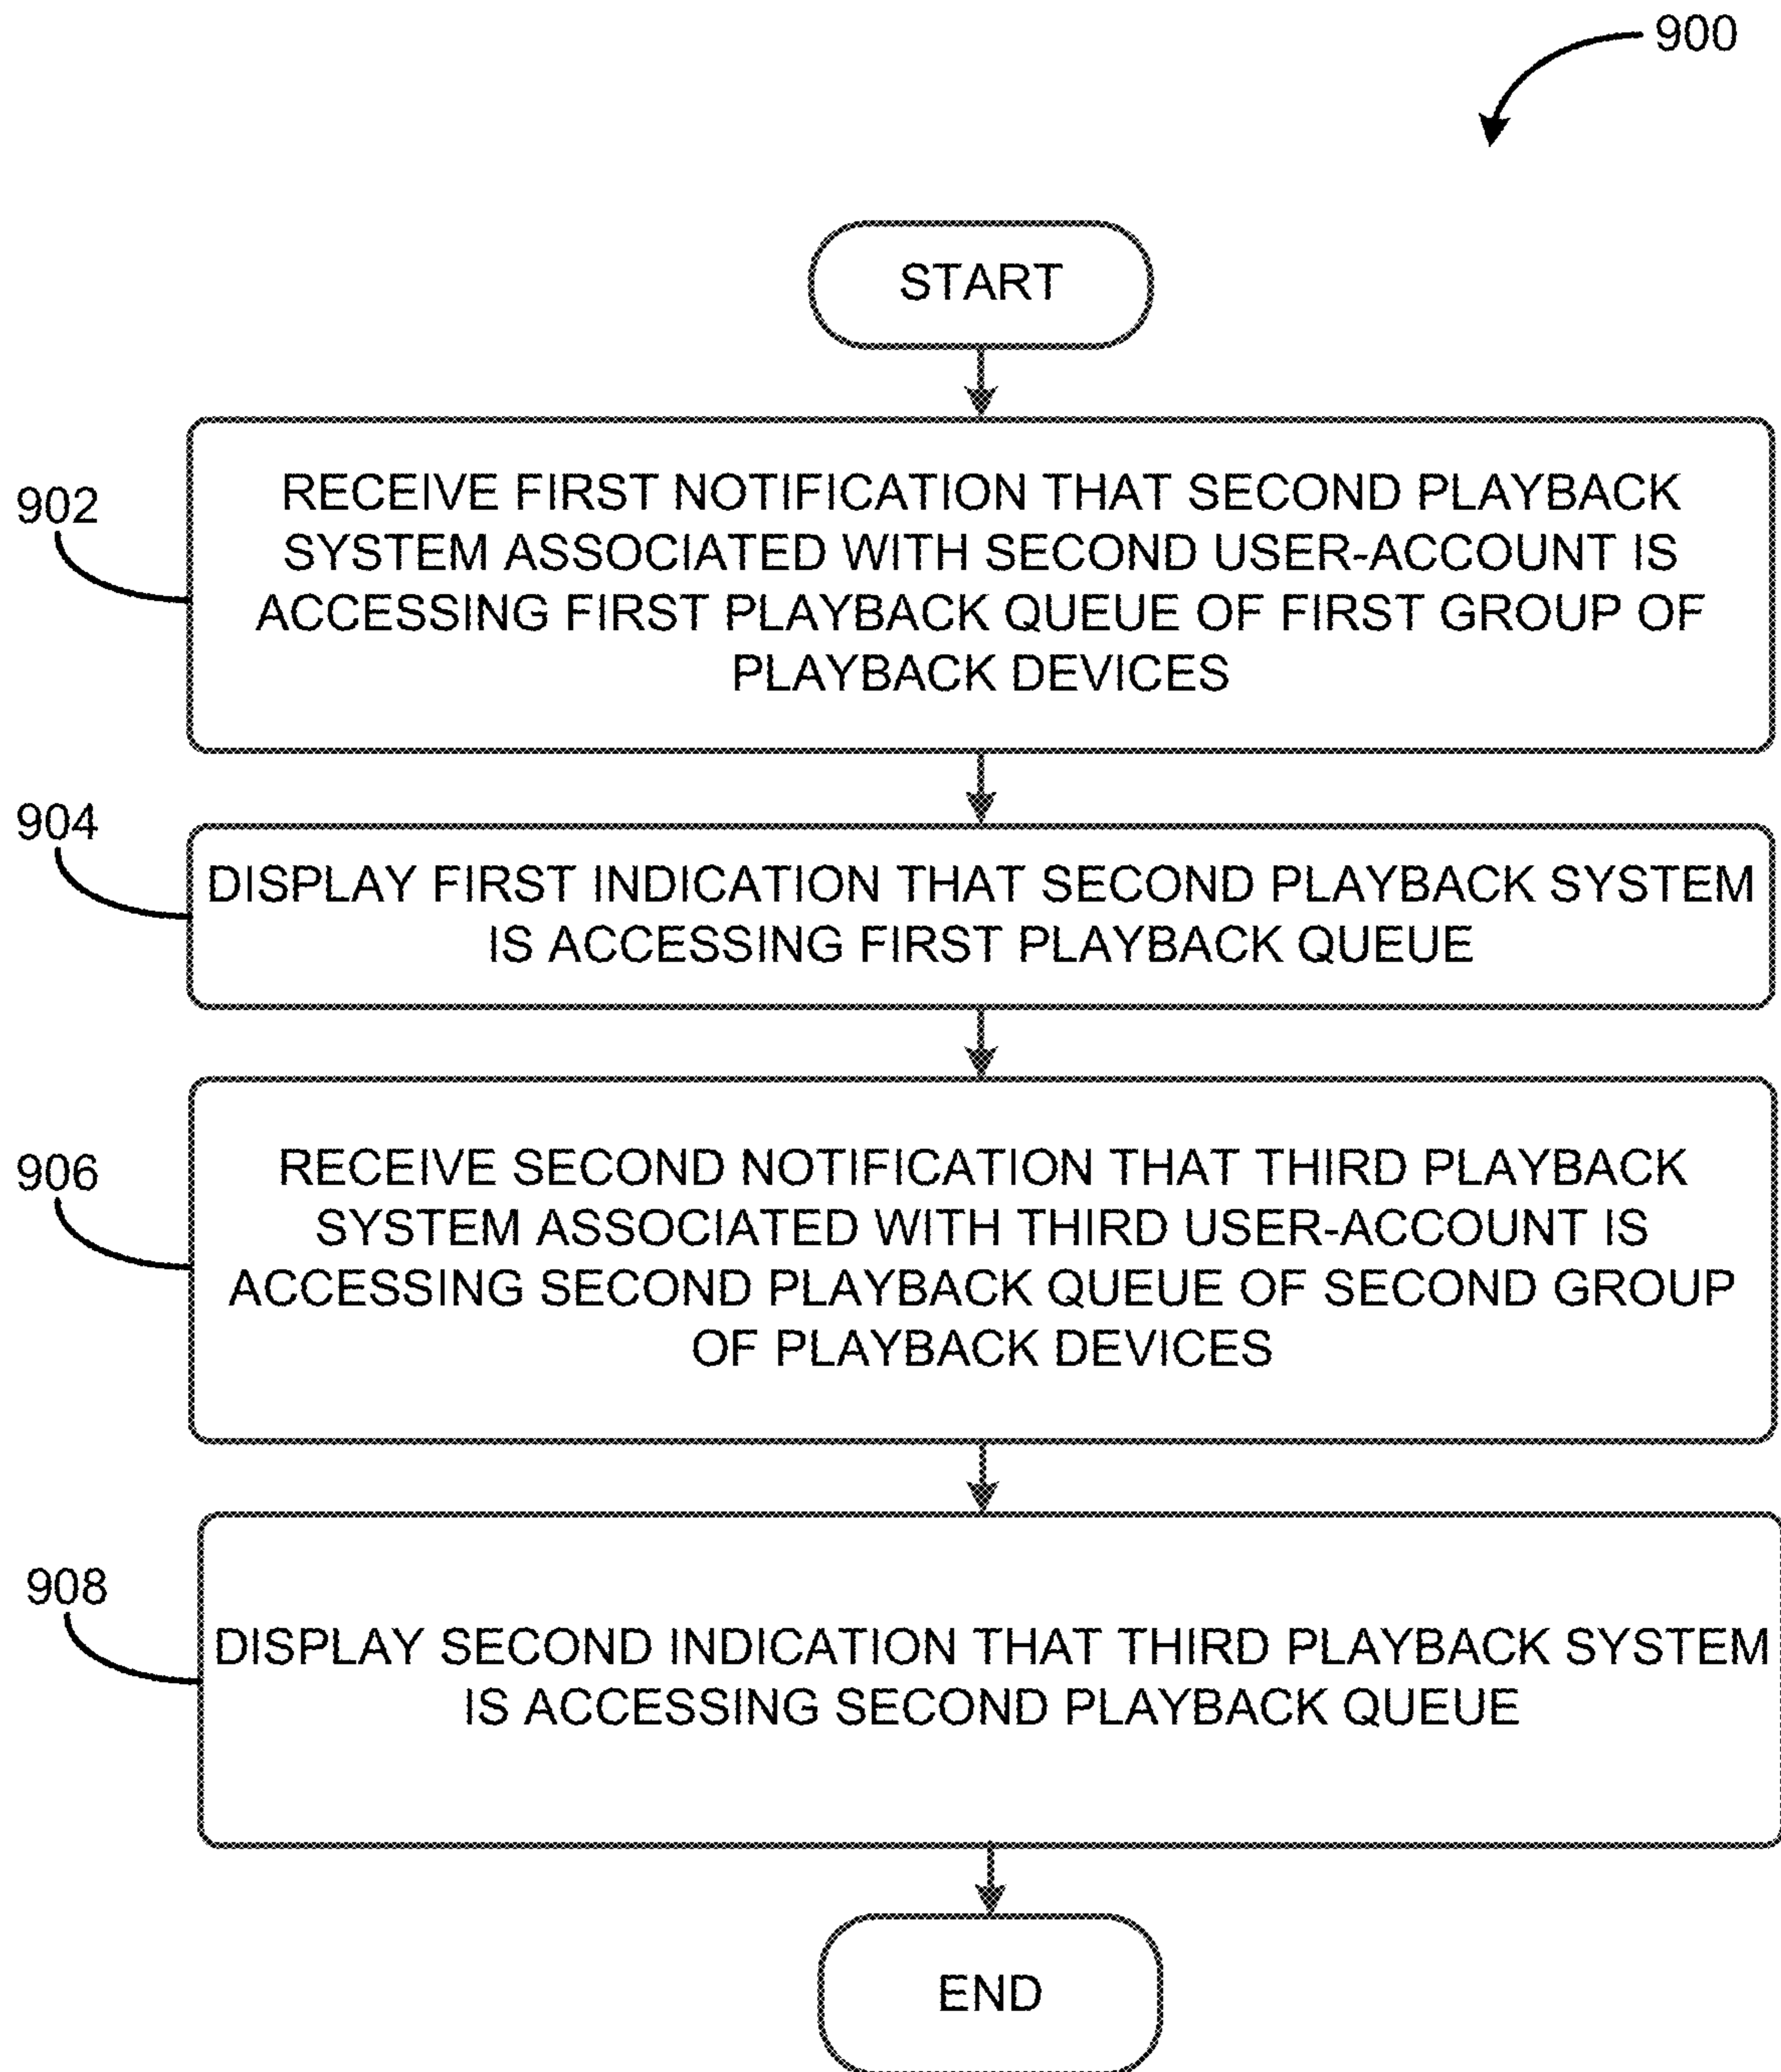 900
START
902
RECEIVE FIRST NOTIFICATION THAT SECOND PLAYBACK
SYSTEM ASSOCIATED WITH SECOND USER-ACCOUNT IS
ACCESSING FIRST PLAYBACK QUEUE OF FIRST GROUP OF
PLAYBACK DEVICES
904
DISPLAY FIRST INDICATION THAT SECOND PLAYBACK SYSTEM
IS ACCESSING FIRST PLAYBACK QUEUE
906
RECEIVE SECOND NOTIFICATION THAT THIRD PLAYBACK
SYSTEM ASSOCIATED WITH THIRD USER-ACCOUNT IS
ACCESSING SECOND PLAYBACK QUEUE OF SECOND GROUP
OF PLAYBACK DEVICES
908
DISPLAY SECOND INDICATION THAT THIRD PLAYBACK SYSTEM
IS ACCESSING SECOND PLAYBACK QUEUE
END